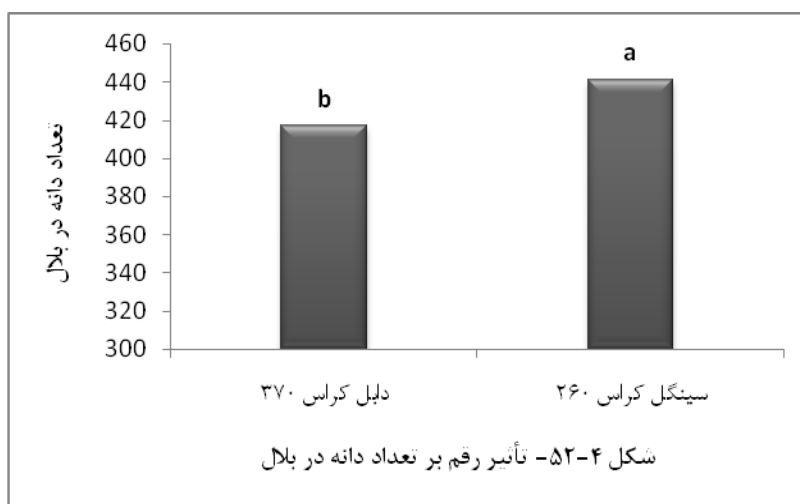 460
440
420
400
380
360
340
320
300
تعداد دانه در بلال
b
a
دابل کراس ۳۷۰
سینگل کراس ۲۶۰
شکل ۴-۵۲- تأثیر رقم بر تعداد دانه در بلال